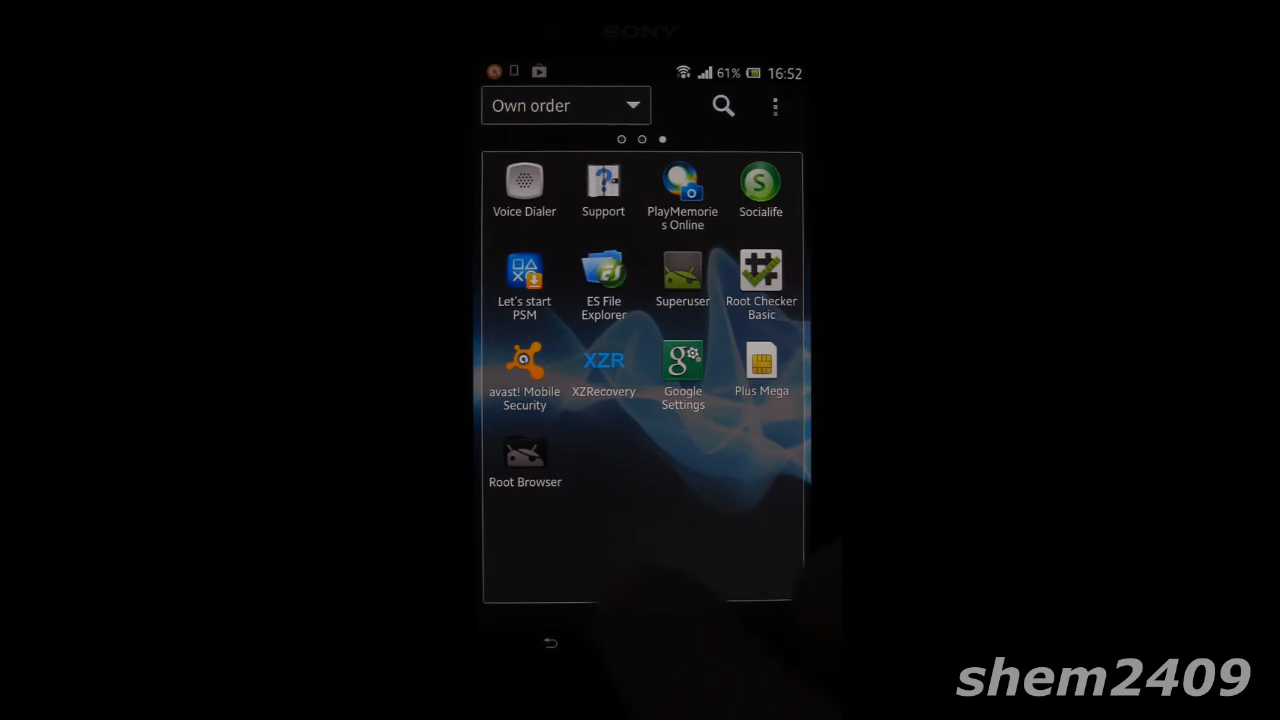 SONY
61% 16:52
Own order
Voice Dialer
Support
PlayMemorie
s Online
S
Socialife
Let's start
PSM
ES File
Explorer
Superuser
Root Checker
Basic
avast! Mobile
Security
XZR
XZRecovery
g
Google
Settings
Plus Mega
Root Browser
shem2409